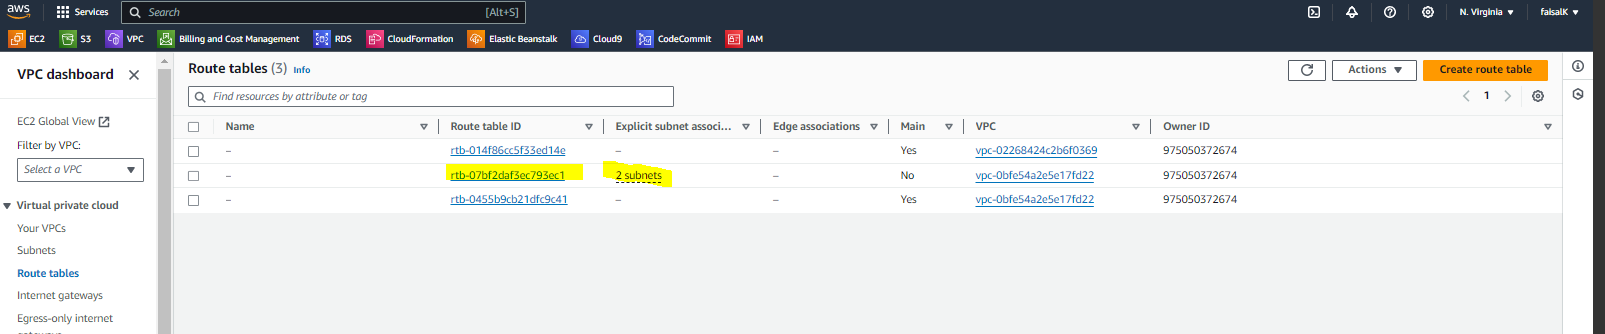 aws Services Search [Alt+S] N. Virginia faisalK
EC2 S3 VPC Billing and Cost Management RDS CloudFormation Elastic Beanstalk Cloud9 CodeCommit IAM
VPC dashboard
EC2 Global View
Filter by VPC:
Select a VPC
Virtual private cloud
Your VPCs
Subnets
Route tables
Internet gateways
Egress-only internet
gateways
Route tables (3) Info
Actions
Create route table
Find resources by attribute or tag
1
Name Route table ID Explicit subnet associ... Edge associations Main VPC Owner ID
– rtb-014f86cc5f33ed14e – – Yes vpc-02268424c2b6f0369 975050372674
– rtb-07bf2daf3ec793ec1 2 subnets – No vpc-0bfe54a2e5e17fd22 975050372674
– rtb-0455b9cb21dfc9c41 – – Yes vpc-0bfe54a2e5e17fd22 975050372674